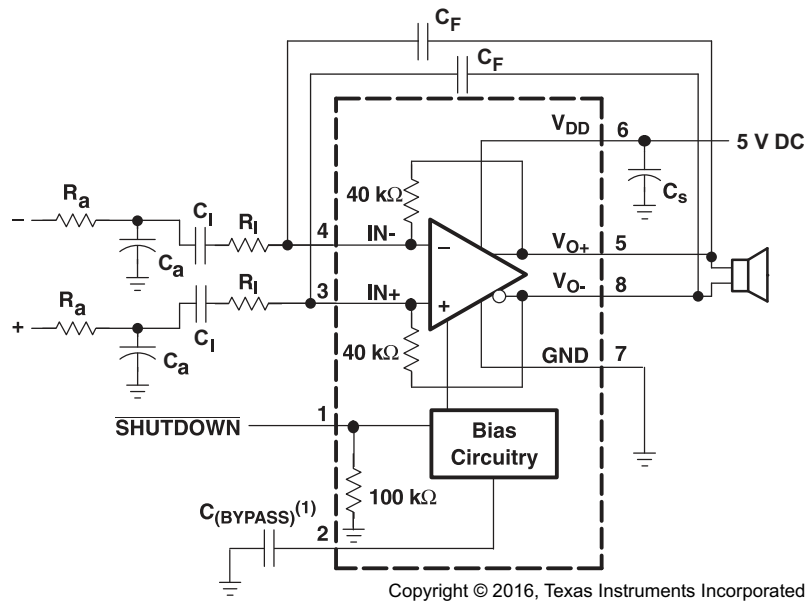 C_F
C_F
V_DD 6
5 V DC
40 kΩ
C_s
R_a
C_I
R_I
4
IN-
−
V_O+ 5
−
C_a
R_a
C_I
R_I
3
IN+
+
V_O- 8
+
C_a
40 kΩ
GND 7
1
SHUTDOWN
Bias
Circuitry
100 kΩ
C_(BYPASS)^(1)
2
Copyright © 2016, Texas Instruments Incorporated